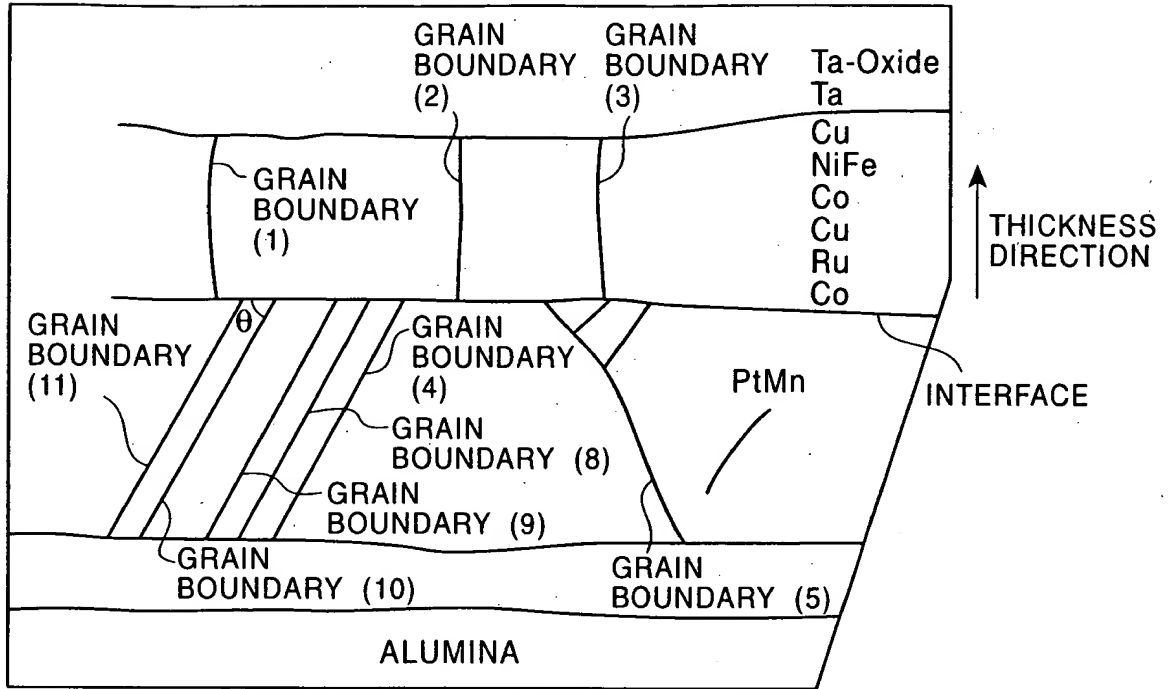 GRAIN
BOUNDARY
(2)
GRAIN
BOUNDARY
(3)
Ta-Oxide
Ta
Cu
NiFe
Co
Cu
Ru
Co
GRAIN
BOUNDARY
(1)
THICKNESS
DIRECTION
θ
GRAIN
BOUNDARY
(11)
GRAIN
BOUNDARY
(4)
PtMn
INTERFACE
GRAIN
BOUNDARY (8)
GRAIN
BOUNDARY (9)
GRAIN
BOUNDARY (10)
GRAIN
BOUNDARY (5)
ALUMINA